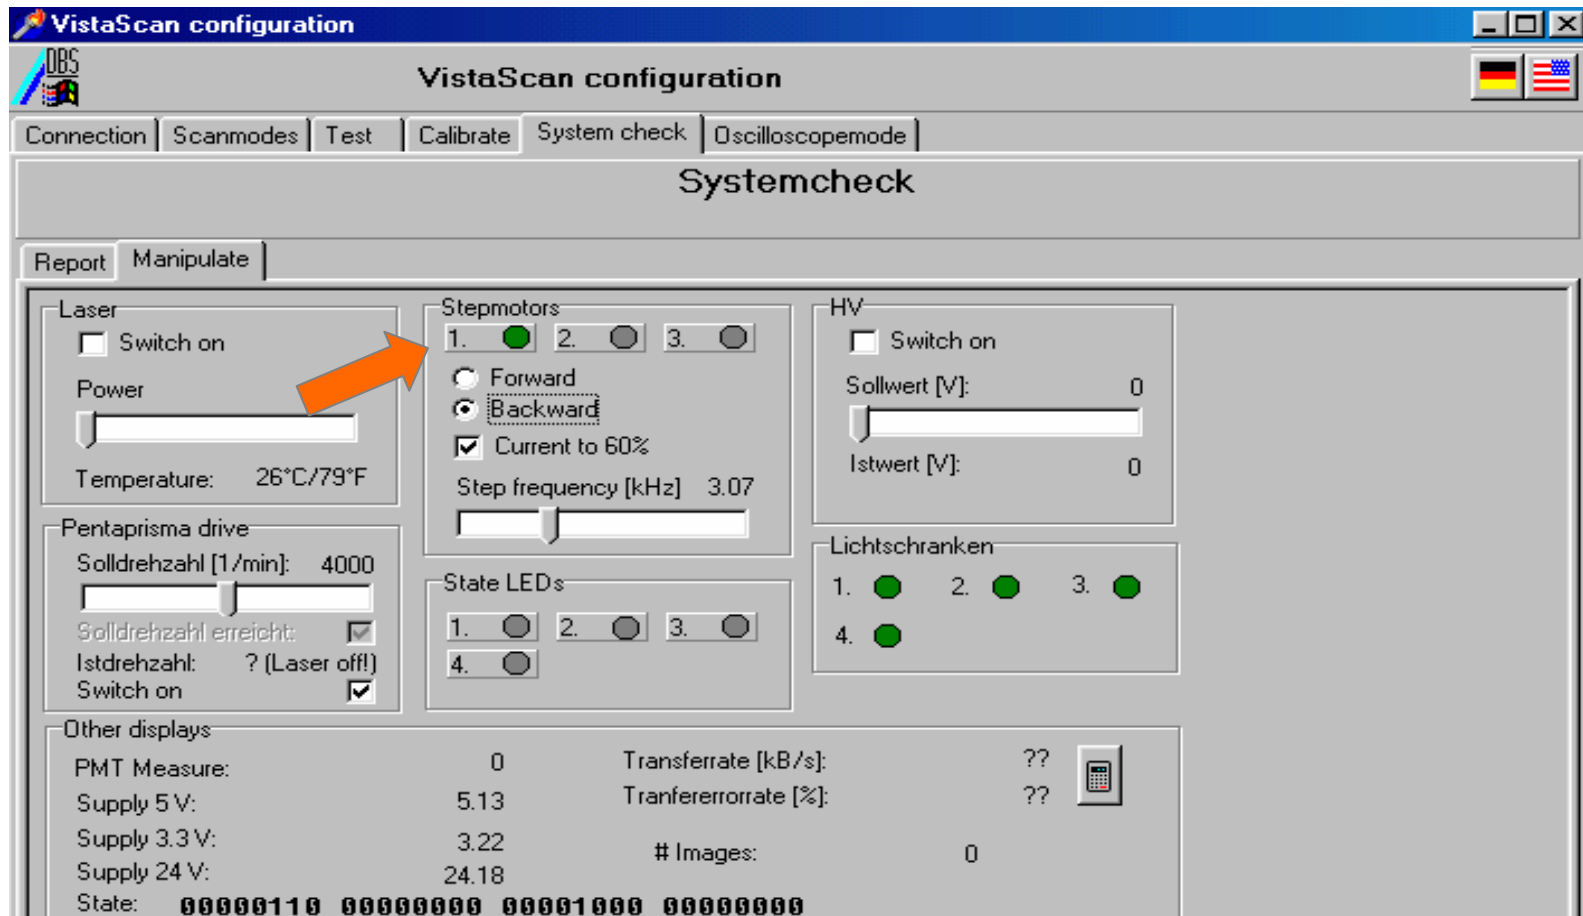 VistaScan configuration
DBS
VistaScan configuration
Connection Scanmodes Test Calibrate System check Oscilloscopemode
Systemcheck
Report Manipulate
Laser
Switch on
Power
Temperature: 26°C/79°F
Stepmotors
1. 2. 3.
Forward
Backward
Current to 60%
Step frequency [kHz] 3.07
HV
Switch on
Sollwert [V]: 0
Istwert [V]: 0
Pentaprisma drive
Solldrehzahl [1/min]: 4000
Solldrehzahl erreicht:
Istdrehzahl: ? (Laser off!)
Switch on
State LEDs
1. 2. 3.
4.
Lichtschranken
1. 2. 3.
4.
Other displays
PMT Measure: 0
Supply 5 V: 5.13
Supply 3.3 V: 3.22
Supply 24 V: 24.18
Transferrate [kB/s]: ??
Tranfererrorrate [%]: ??
# Images: 0
State: 00000110 00000000 00001000 00000000